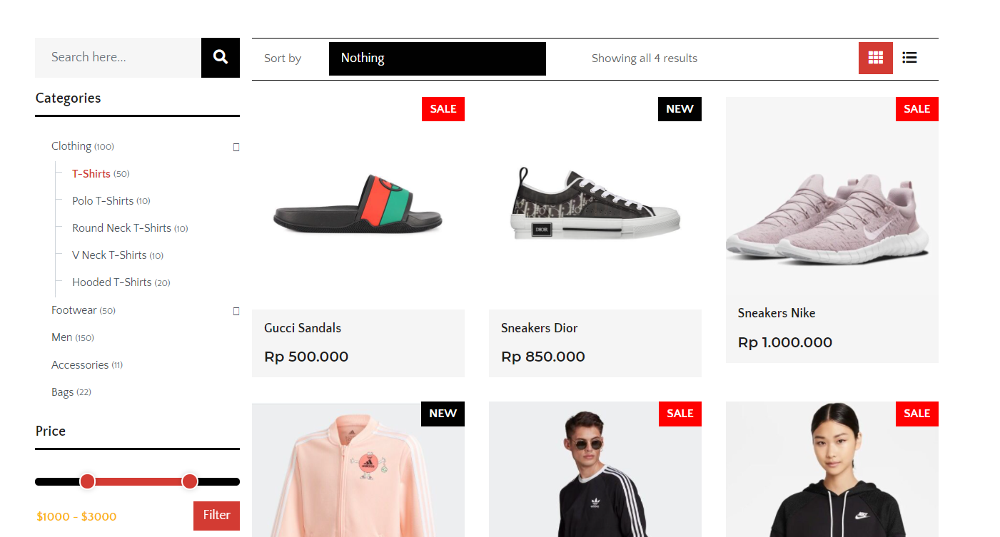 Search here...
Categories
Clothing (100)
T-Shirts (50)
Polo T-Shirts (10)
Round Neck T-Shirts (10)
V Neck T-Shirts (10)
Hooded T-Shirts (20)
Footwear (50)
Men (150)
Accessories (11)
Bags (22)
Price
$1000 - $3000
Filter
Sort by
Nothing
Showing all 4 results
SALE
Gucci Sandals
Rp 500.000
NEW
DIOR
Sneakers Dior
Rp 850.000
SALE
Sneakers Nike
Rp 1.000.000
NEW
SALE
SALE